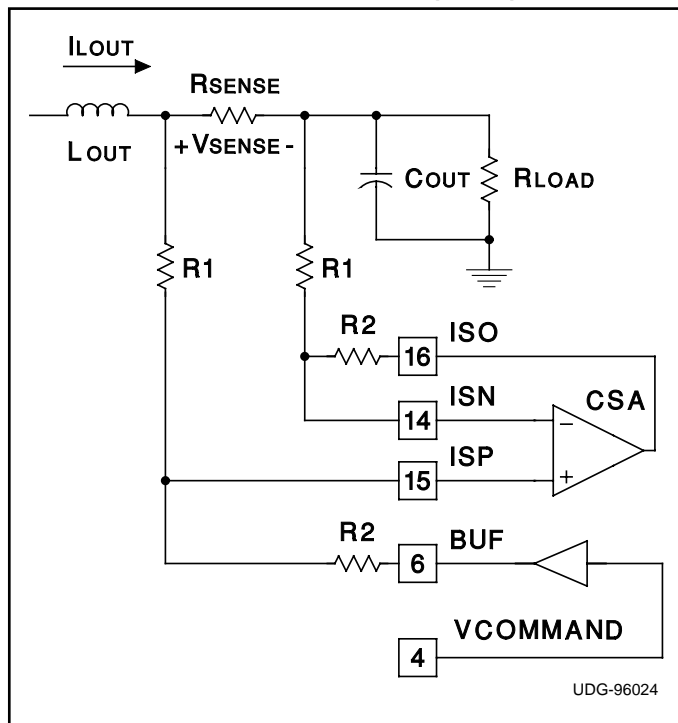 ILOUT
RSENSE
LOUT
+VSENSE-
COUT
RLOAD
R1
R1
R2
16
ISO
CSA
14
ISN
-
15
ISP
+
R2
6
BUF
VCOMMAND
4
UDG-96024